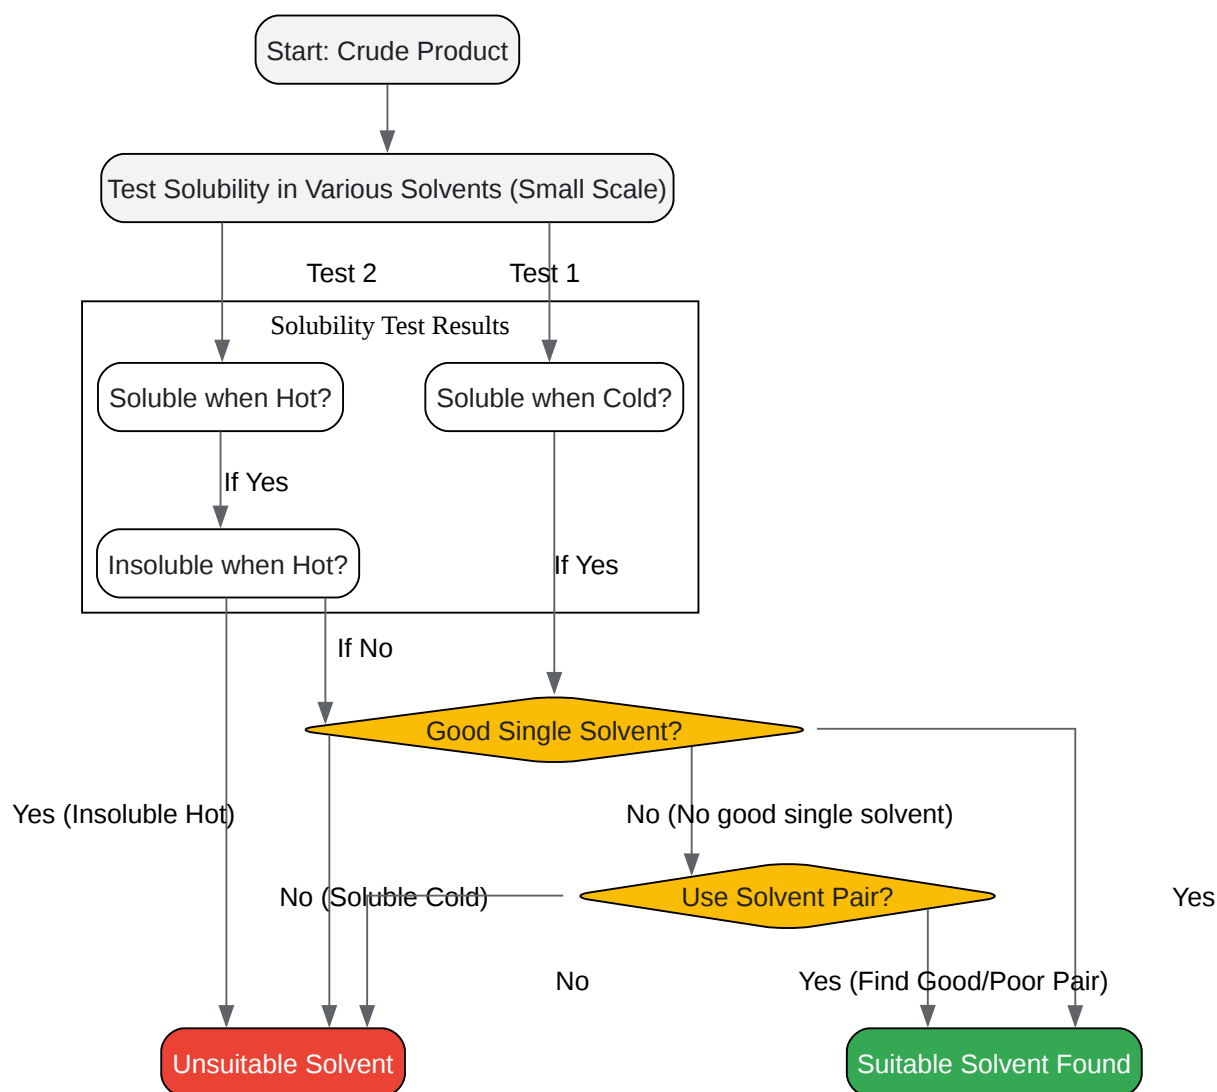 Start: Crude Product
Test Solubility in Various Solvents (Small Scale)
Test 2
Test 1
Solubility Test Results
Soluble when Hot?
Soluble when Cold?
If Yes
Insoluble when Hot?
If Yes
If No
Good Single Solvent?
Yes (Insoluble Hot)
No (No good single solvent)
No (Soluble Cold)
Use Solvent Pair?
Yes
No
Yes (Find Good/Poor Pair)
Unsuitable Solvent
Suitable Solvent Found